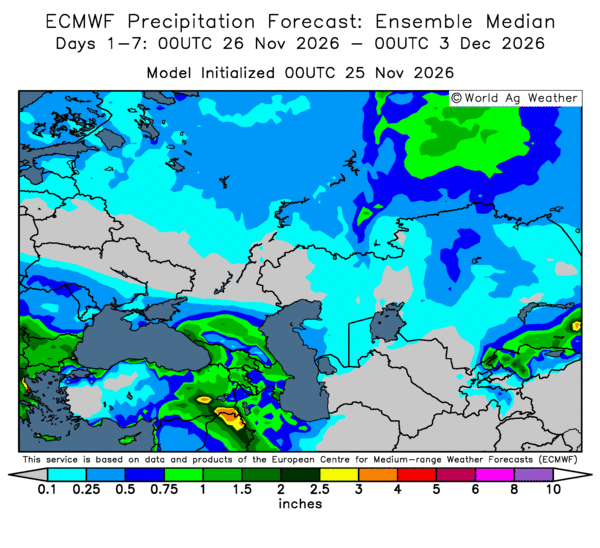 ECMWF Precipitation Forecast: Ensemble Median
Days 1−7: 00UTC 26 Nov 2026 − 00UTC 3 Dec 2026
Model Initialized 00UTC 25 Nov 2026
© World Ag Weather
This service is based on data and products of the European Centre for Medium-range Weather Forecasts (ECMWF)
0.1 0.25 0.5 0.75 1 1.5 2 2.5 3 4 5 6 8 10
inches